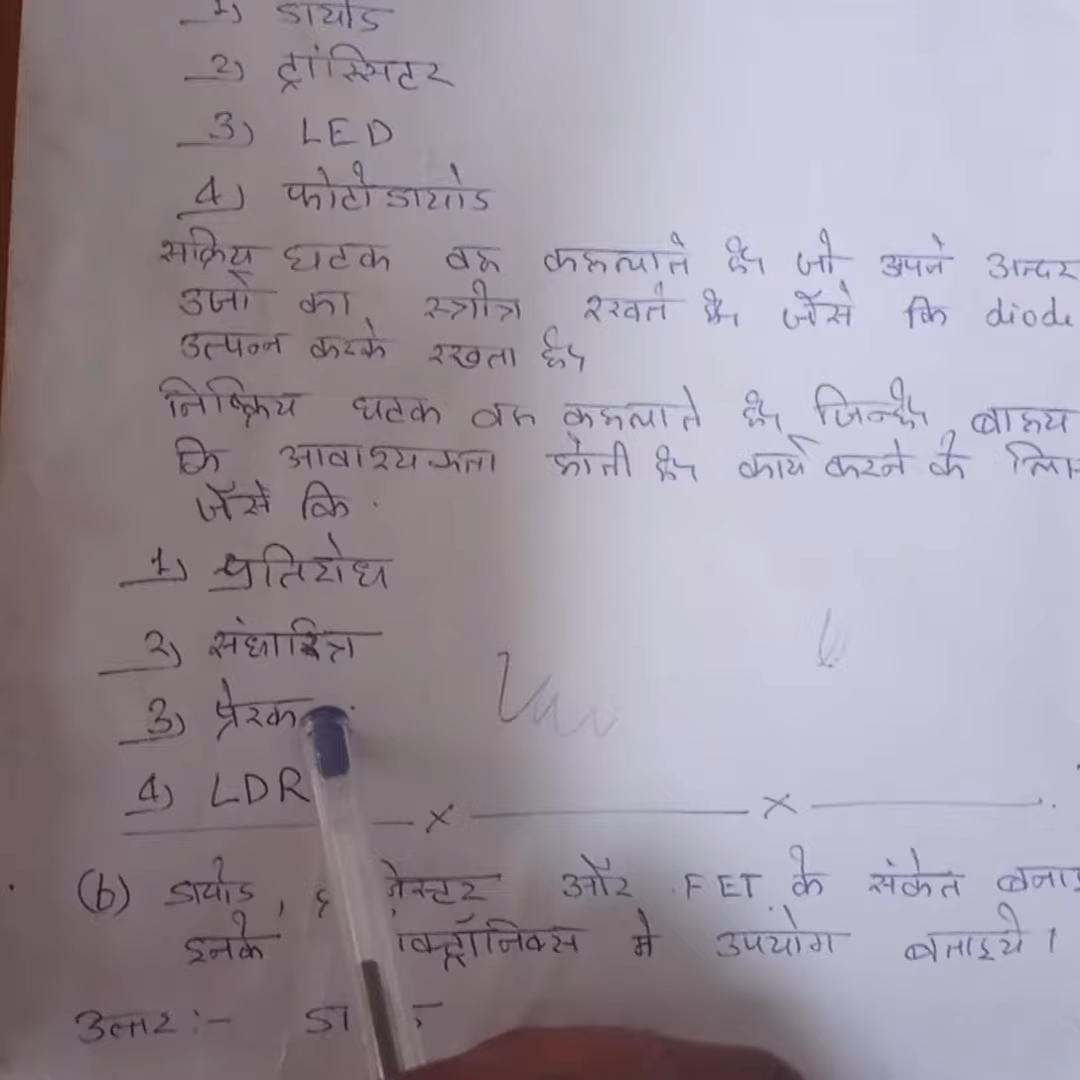 1) डायोड
2) ट्रांस्सिटर
3) LED
4) फोटो डायोड
सक्रिय घटक वह कहलाते है जो अपने अन्दर
उर्जा का स्त्रोत्र रखते है जैसे कि diode
उत्पन्न करके रखता है
निष्क्रिय घटक वह कहलाते है जिन्हे बाहय
कि आवाश्यकता होती है कार्य करने के
जैसे कि
1) प्रतिरोध
2) संधारित्र
3) प्रेरक
4) LDR
x x
(b) डायोड, और FET के संकेत
इनके मे उपयोग बताइये।
उत्तर :-